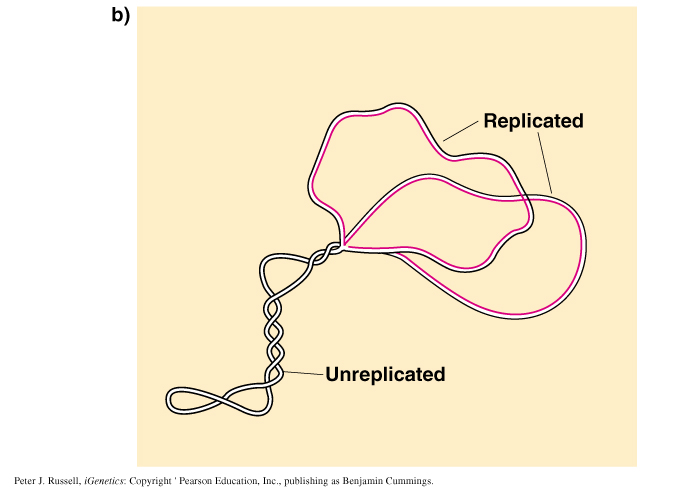 b)
Replicated
Unreplicated
Peter J. Russell, iGenetics: Copyright ' Pearson Education, Inc., publishing as Benjamin Cummings.